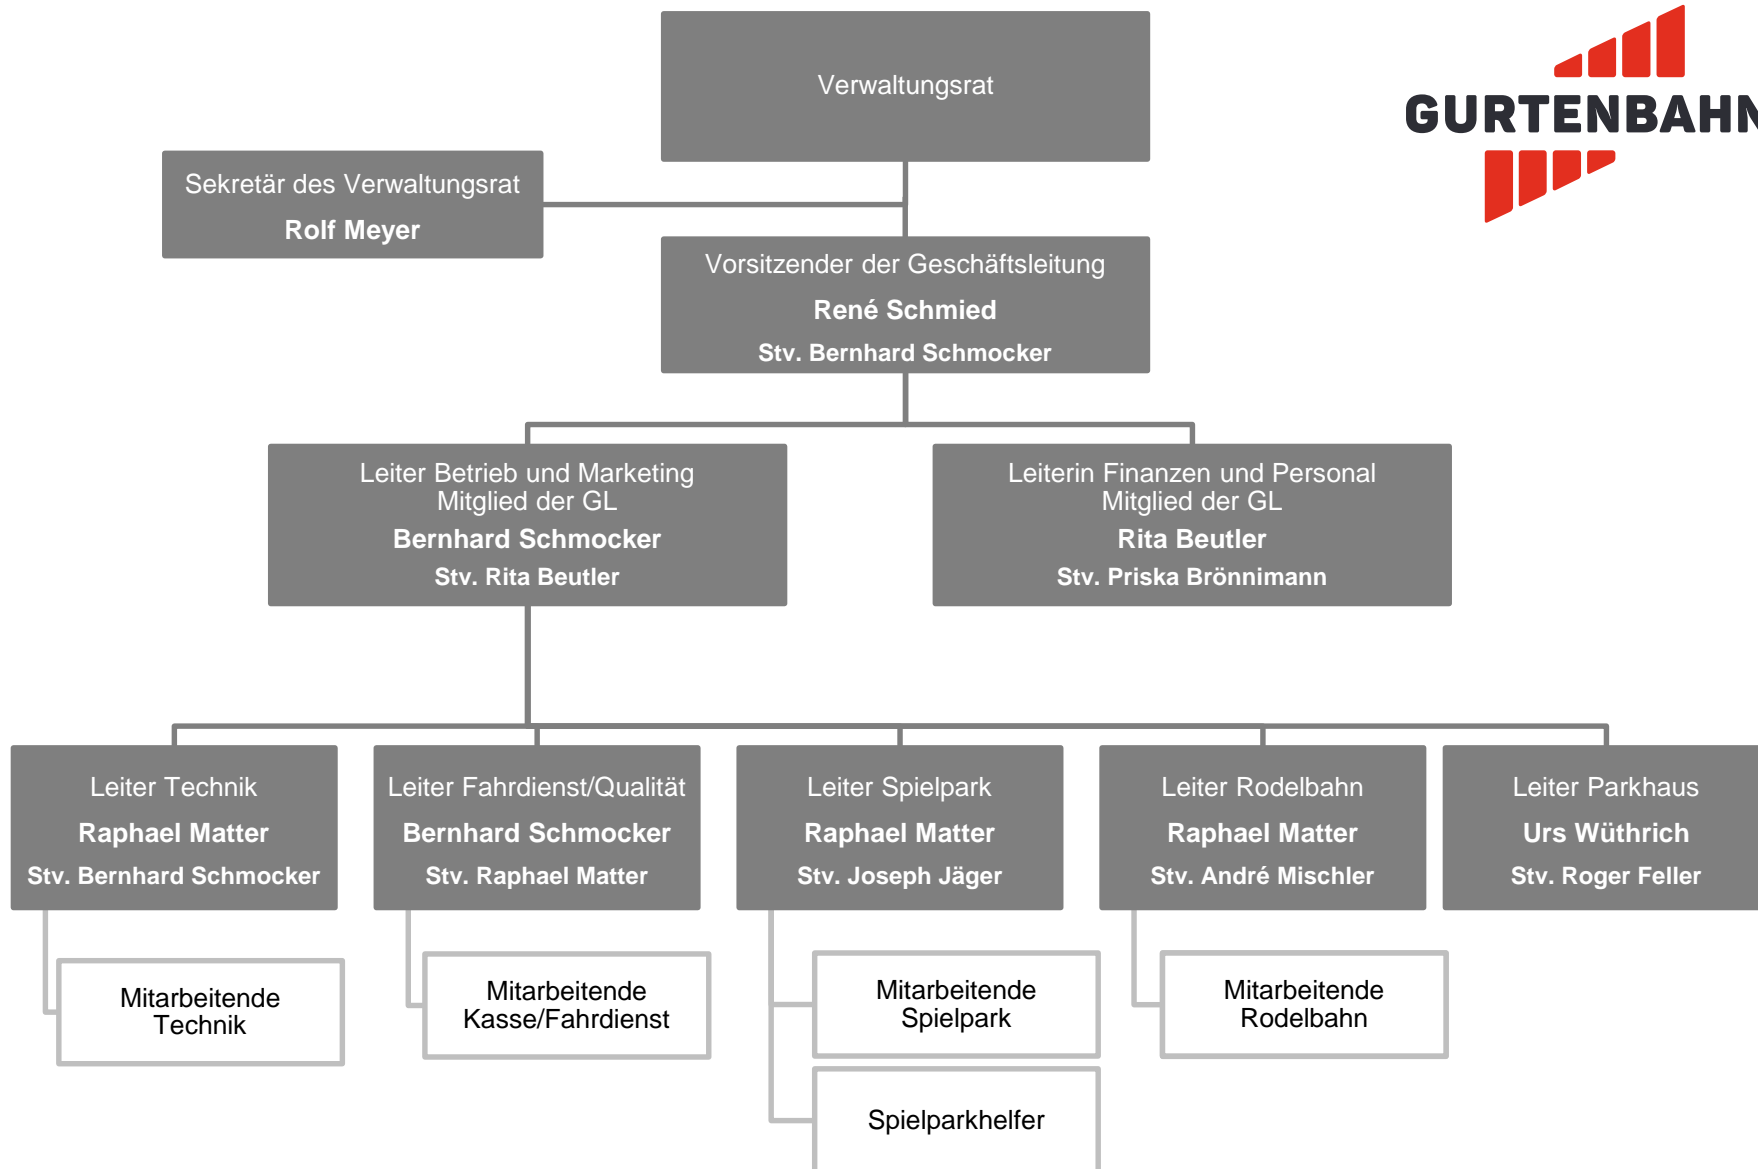 Verwaltungsrat
GURTENBAHN
Sekretär des Verwaltungsrat
Rolf Meyer
Vorsitzender der Geschäftsleitung
René Schmied
Stv. Bernhard Schmocker
Leiter Betrieb und Marketing
Mitglied der GL
Bernhard Schmocker
Stv. Rita Beutler
Leiterin Finanzen und Personal
Mitglied der GL
Rita Beutler
Stv. Priska Brönnimann
Leiter Technik
Raphael Matter
Stv. Bernhard Schmocker
Leiter Fahrdienst/Qualität
Bernhard Schmocker
Stv. Raphael Matter
Leiter Spielpark
Raphael Matter
Stv. Joseph Jäger
Leiter Rodelbahn
Raphael Matter
Stv. André Mischler
Leiter Parkhaus
Urs Wüthrich
Stv. Roger Feller
Mitarbeitende
Technik
Mitarbeitende
Kasse/Fahrdienst
Mitarbeitende
Spielpark
Mitarbeitende
Rodelbahn
Spielparkhelfer